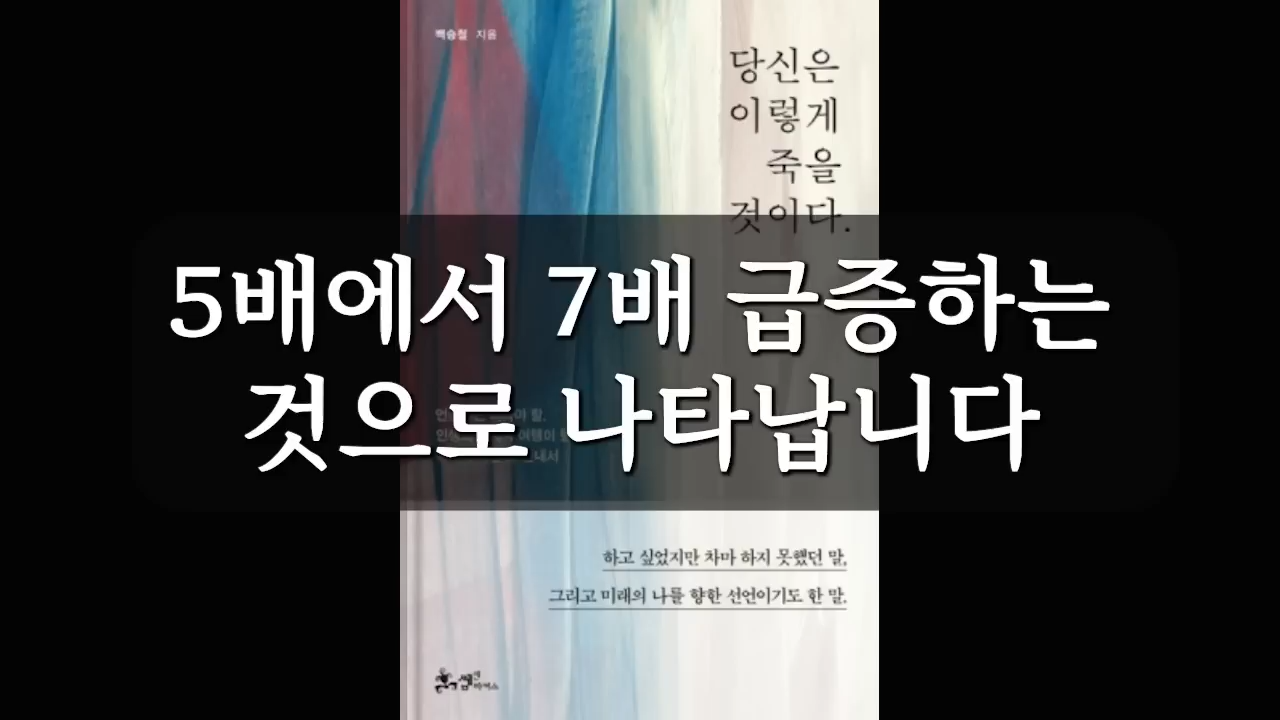 백승철 지음
당신은
이렇게
죽을
것이다.
5배에서 7배 급증하는
것으로 나타납니다
하고 싶었지만 차마 하지 못했던 말,
그리고 미래의 나를 향한 선언이기도 한 말.